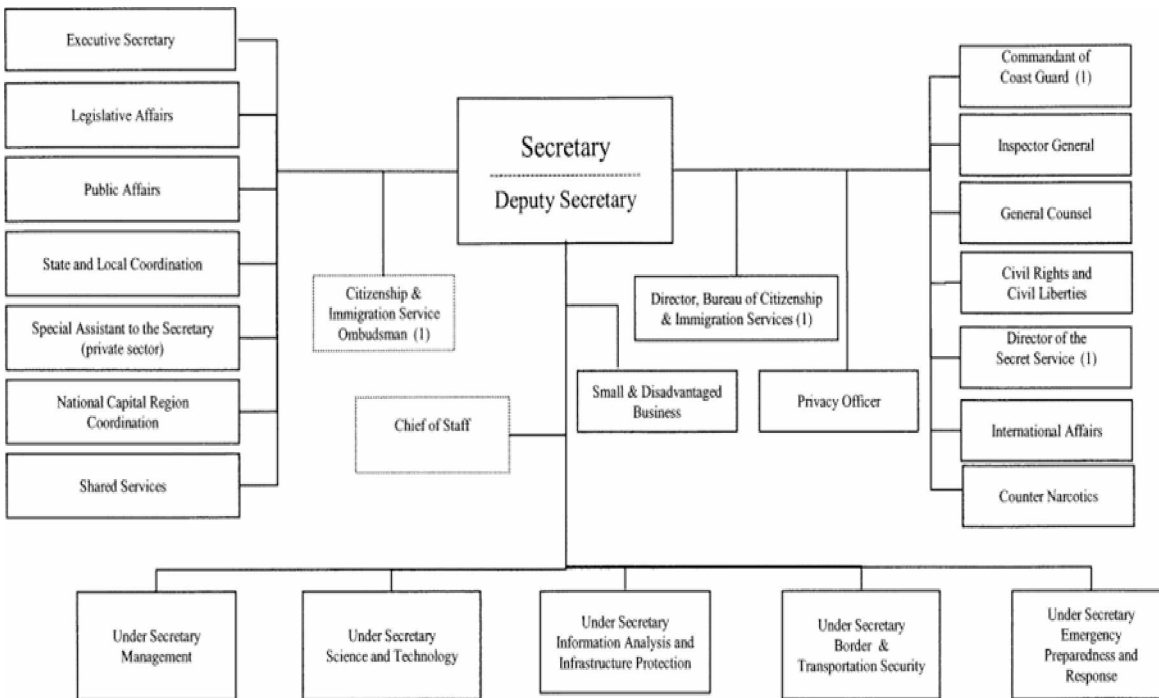 Executive Secretary
Legislative Affairs
Public Affairs
State and Local Coordination
Special Assistant to the Secretary
(private sector)
National Capital Region
Coordination
Shared Services
Secretary
Deputy Secretary
Citizenship &
Immigration Service
Ombudsman (1)
Chief of Staff
Director, Bureau of Citizenship
& Immigration Services (1)
Small & Disadvantaged
Business
Privacy Officer
Commandant of
Coast Guard (1)
Inspector General
General Counsel
Civil Rights and
Civil Liberties
Director of the
Secret Service (1)
International Affairs
Counter Narcotics
Under Secretary
Management
Under Secretary
Science and Technology
Under Secretary
Information Analysis and
Infrastructure Protection
Under Secretary
Border &
Transportation Security
Under Secretary
Emergency
Preparedness and
Response